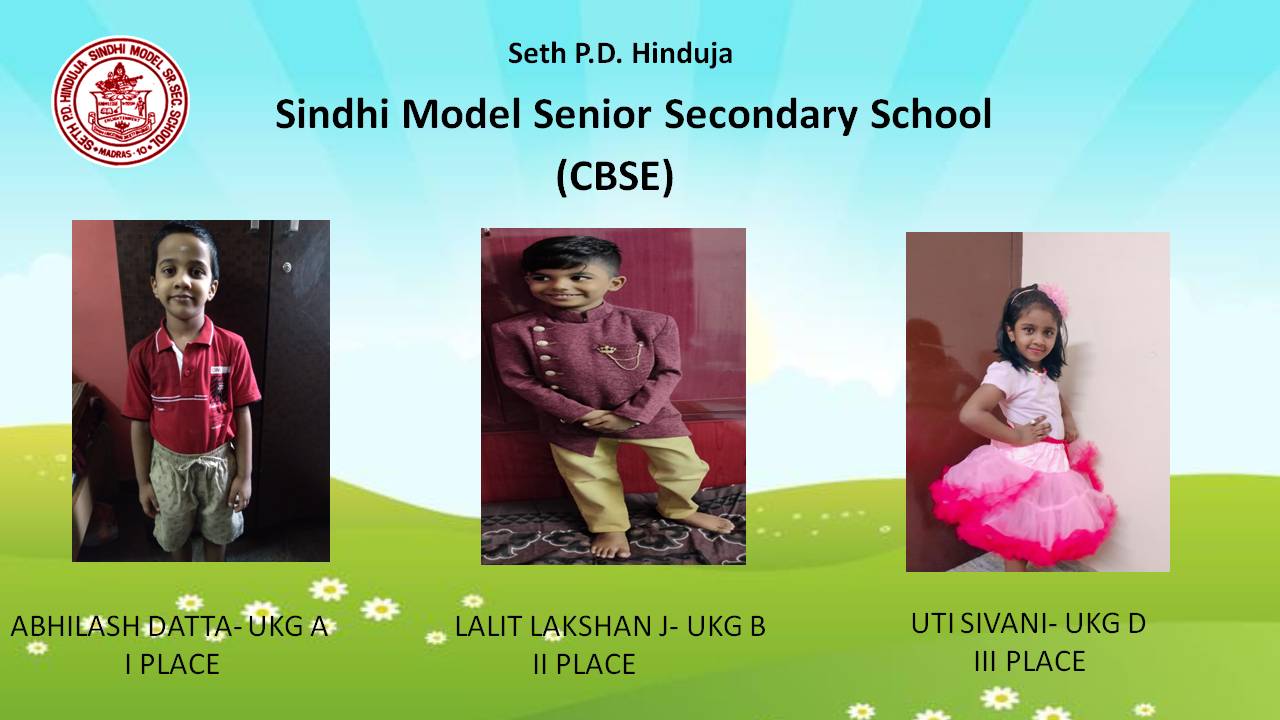 SETH P.D. HINDUJA SINDHI MODEL SR.SEC. SCHOOL
MADRAS-10
Seth P.D. Hinduja
Sindhi Model Senior Secondary School
(CBSE)
ABHILASH DATTA- UKG A
I PLACE
LALIT LAKSHAN J- UKG B
II PLACE
UTI SIVANI- UKG D
III PLACE